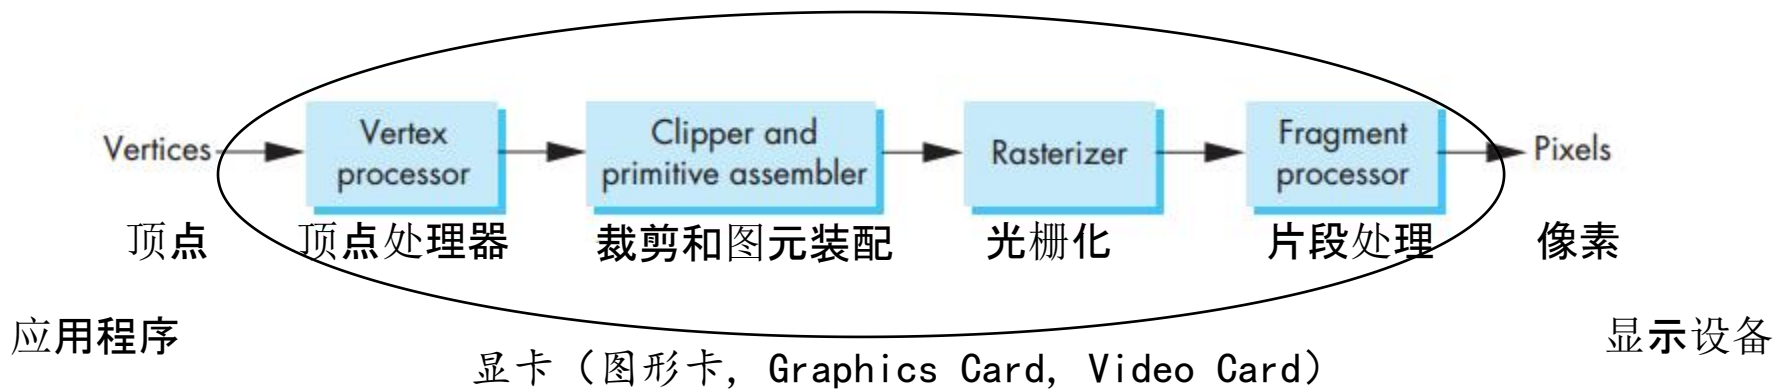 Vertices
Vertex
processor
Clipper and
primitive assembler
Rasterizer
Fragment
processor
Pixels
顶点
顶点处理器
裁剪和图元装配
光栅化
片段处理
像素
应用程序
显示设备
显卡（图形卡, Graphics Card, Video Card）